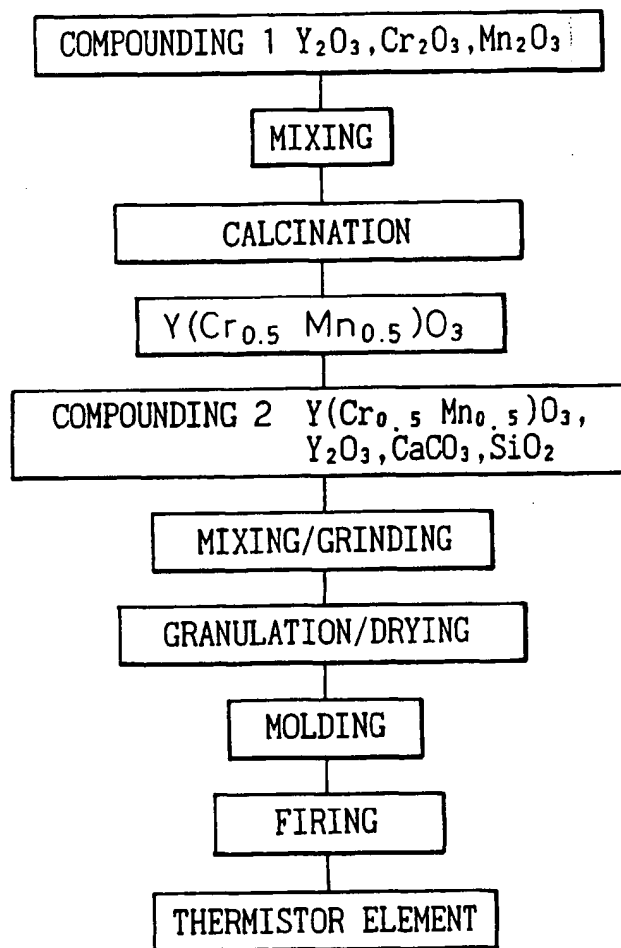 COMPOUNDING 1 Y₂O₃,Cr₂O₃,Mn₂O₃
MIXING
CALCINATION
Y(Cr₀.₅ Mn₀.₅)O₃
COMPOUNDING 2 Y(Cr₀.₅ Mn₀.₅)O₃,
Y₂O₃,CaCO₃,SiO₂
MIXING/GRINDING
GRANULATION/DRYING
MOLDING
FIRING
THERMISTOR ELEMENT